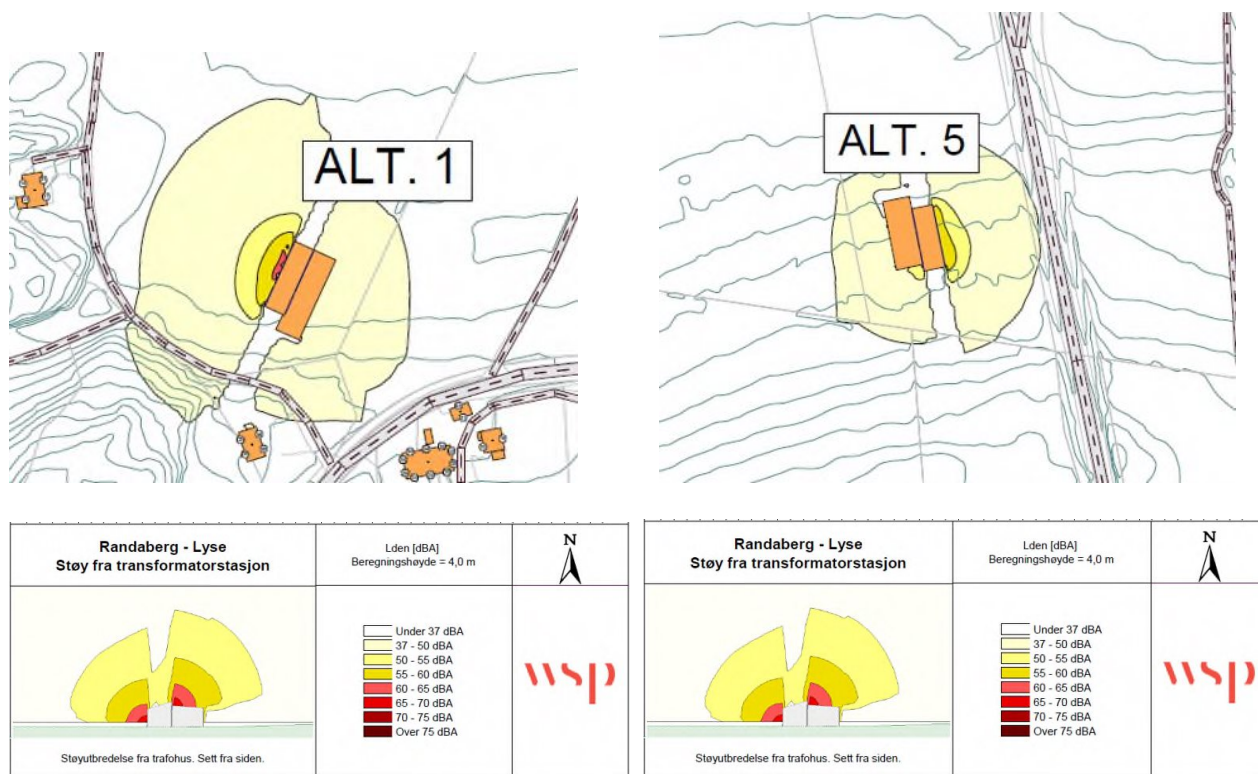 ALT. 1
ALT. 5
Randaberg - Lyse
Støy fra transformatorstasjon
Støyutbredelse fra trafohus. Sett fra siden.
Lden [dBA]
Beregningshøyde = 4,0 m
Under 37 dBA
37 - 50 dBA
50 - 55 dBA
55 - 60 dBA
60 - 65 dBA
65 - 70 dBA
70 - 75 dBA
Over 75 dBA
N
wsp
Randaberg - Lyse
Støy fra transformatorstasjon
Støyutbredelse fra trafohus. Sett fra siden.
Lden [dBA]
Beregningshøyde = 4,0 m
Under 37 dBA
37 - 50 dBA
50 - 55 dBA
55 - 60 dBA
60 - 65 dBA
65 - 70 dBA
70 - 75 dBA
Over 75 dBA
N
wsp